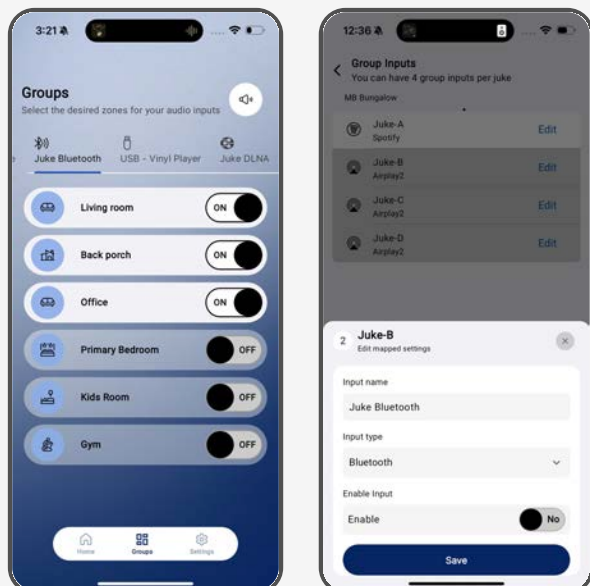 3:21
Groups
Select the desired zones for your audio inputs
Juke Bluetooth
USB - Vinyl Player
Juke DLNA
Living room
ON
Back porch
ON
Office
ON
Primary Bedroom
OFF
Kids Room
OFF
Gym
OFF
Home
Groups
Settings
12:36
Group Inputs
You can have 4 group inputs per juke
MB Bungalow
Juke-A
Spotify
Edit
Juke-B
Airplay2
Edit
Juke-C
Airplay2
Edit
Juke-D
Airplay2
Edit
2
Juke-B
Edit mapped settings
Input name
Juke Bluetooth
Input type
Bluetooth
Enable Input
Enable
No
Save